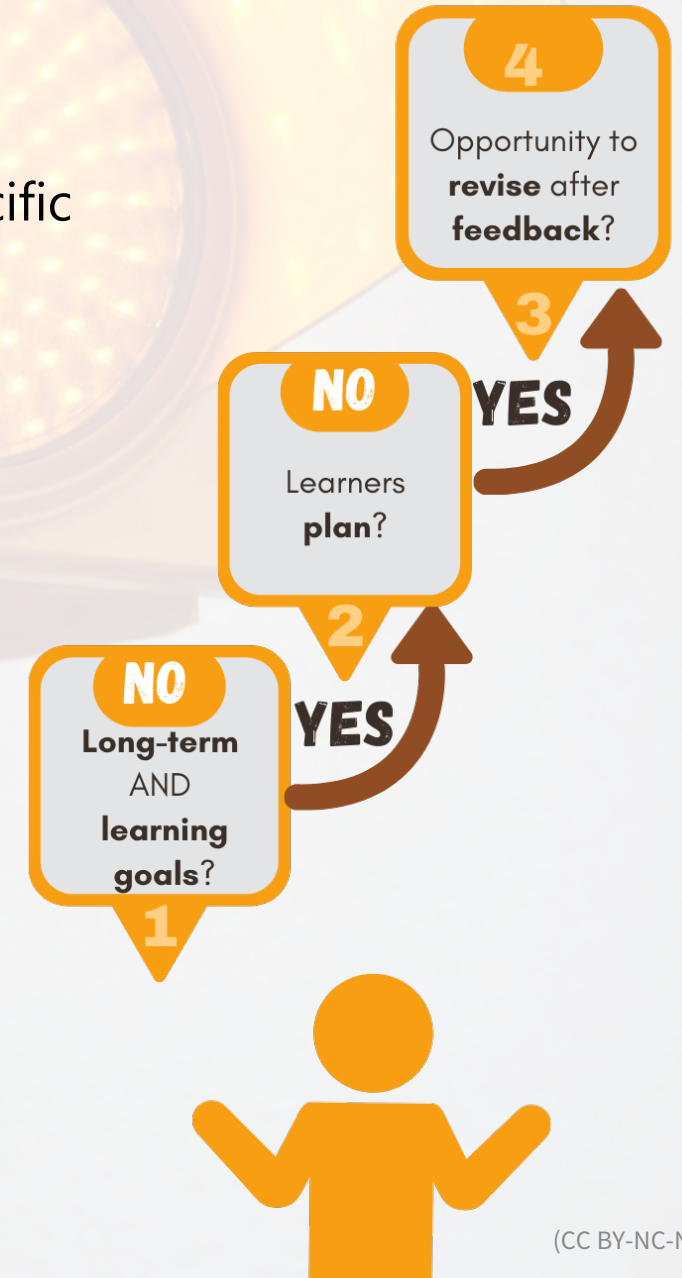 4
Opportunity to
revise after
feedback?
cific
3
NO
YES
Learners
plan?
2
NO
YES
Long-term
AND
learning
goals?
1
(CC BY-NC-N